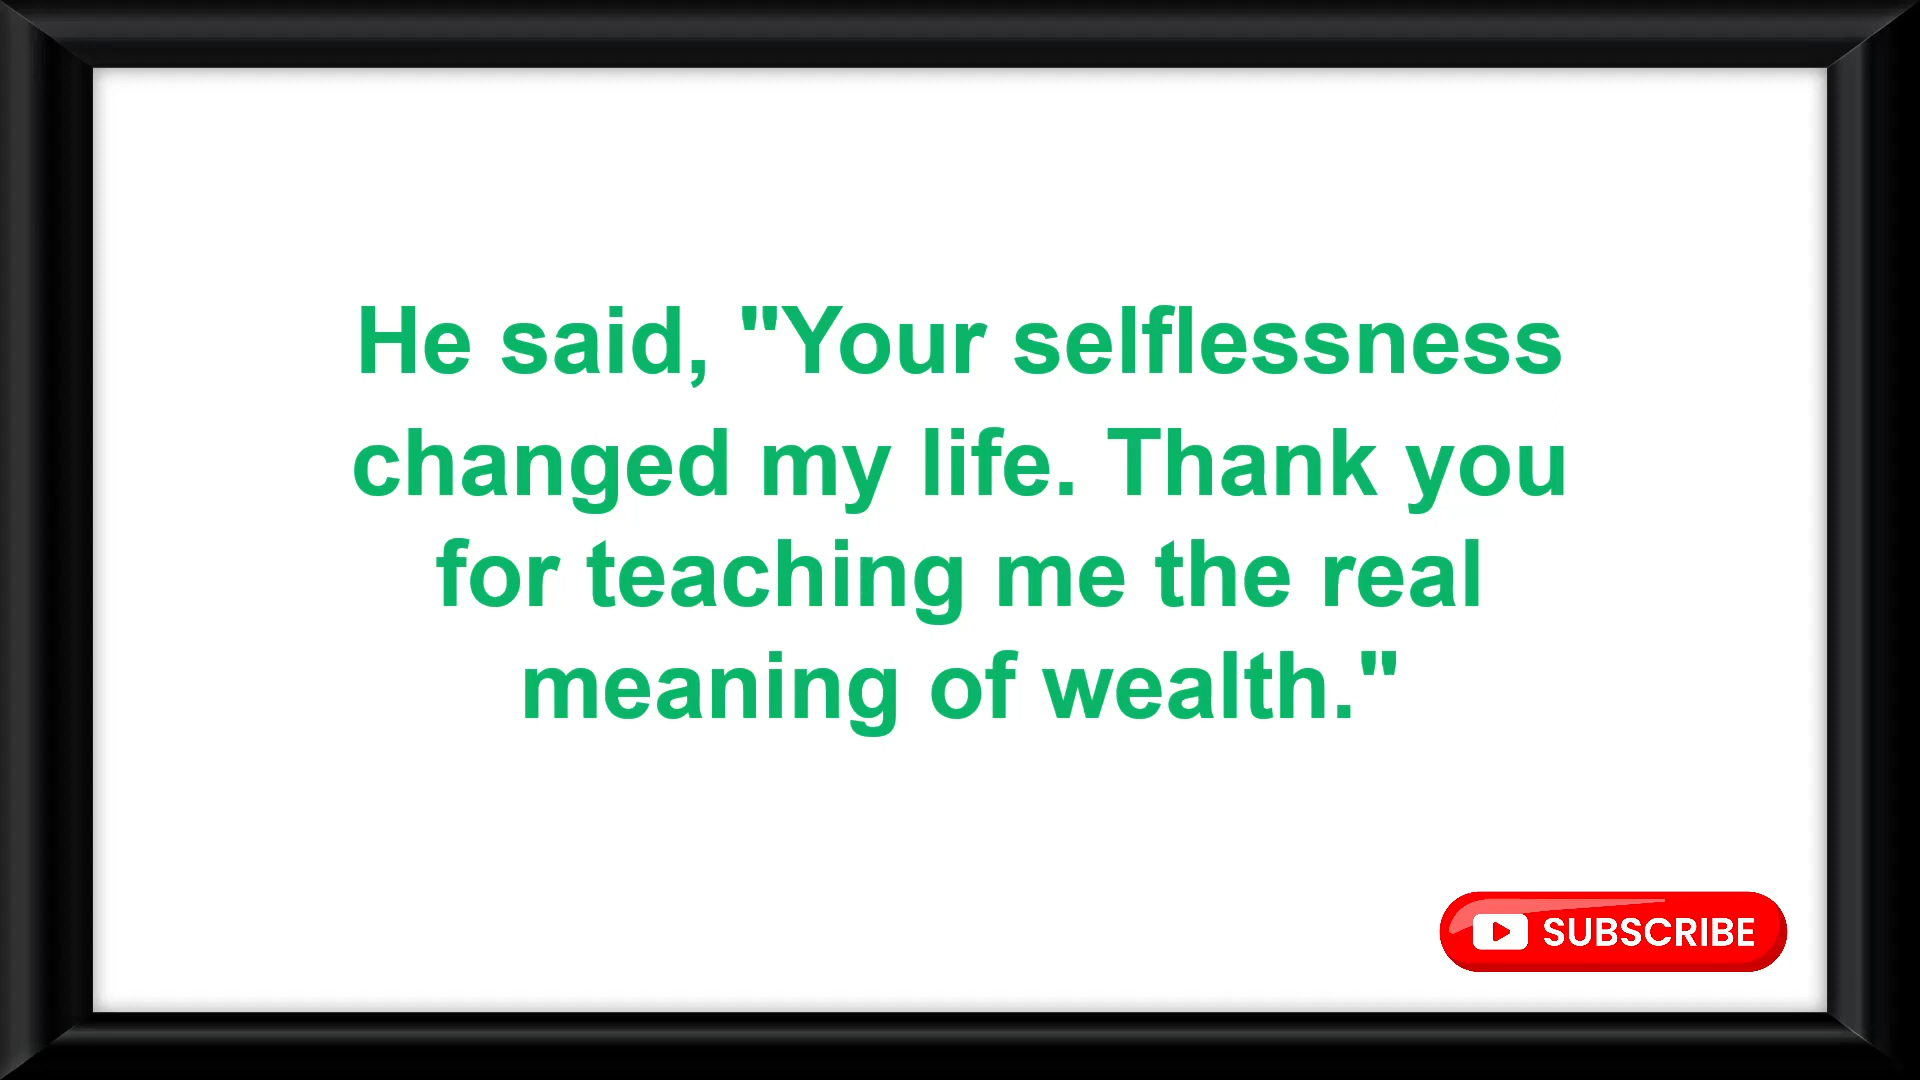 He said, "Your selflessness
changed my life. Thank you
for teaching me the real
meaning of wealth."
SUBSCRIBE